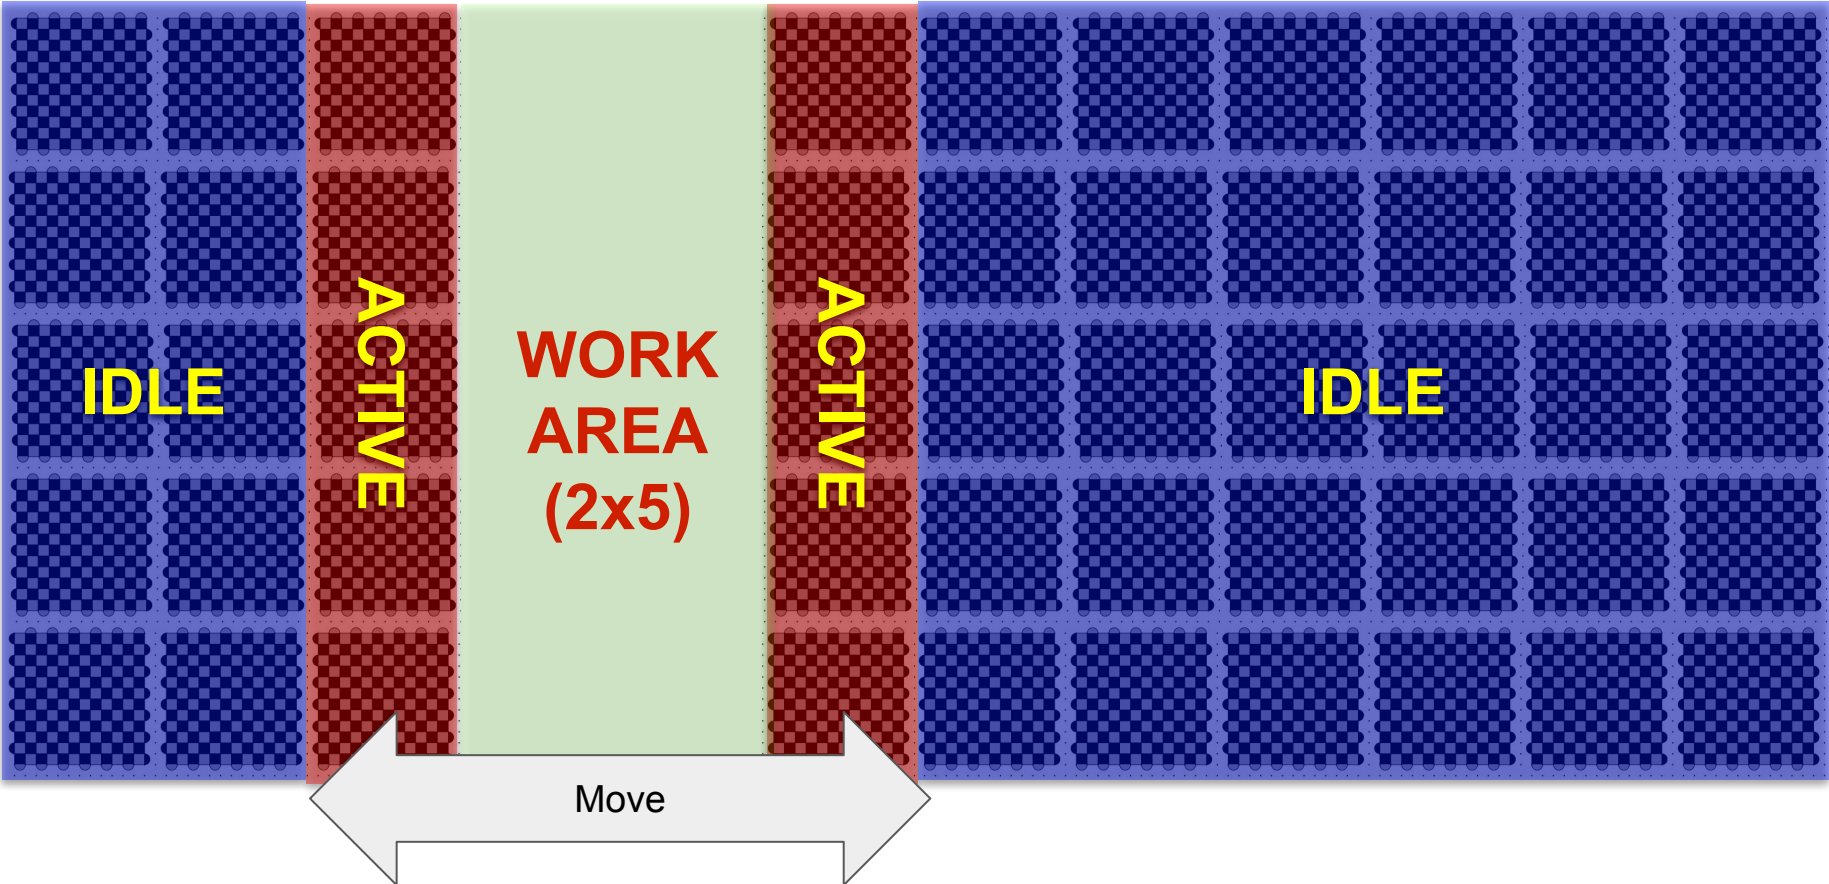 IDLE
ACTIVE
WORK
AREA
(2x5)
ACTIVE
IDLE
Move